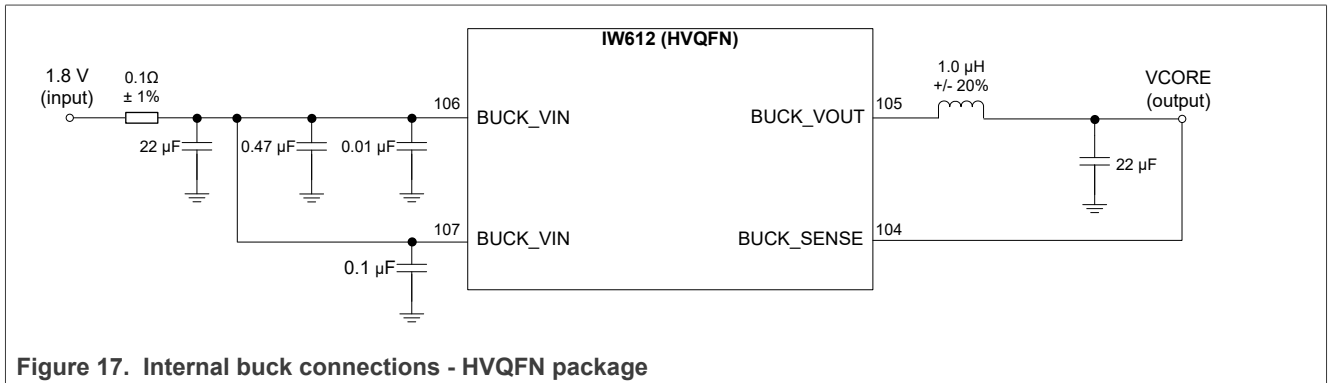 IW612 (HVQFN)
1.8 V
(input)
0.1Ω
± 1%
106
BUCK_VIN
22 µF
0.47 µF
0.01 µF
107
BUCK_VIN
0.1 µF
BUCK_VOUT
105
1.0 µH
+/- 20%
VCORE
(output)
22 µF
BUCK_SENSE
104
Figure 17. Internal buck connections - HVQFN package